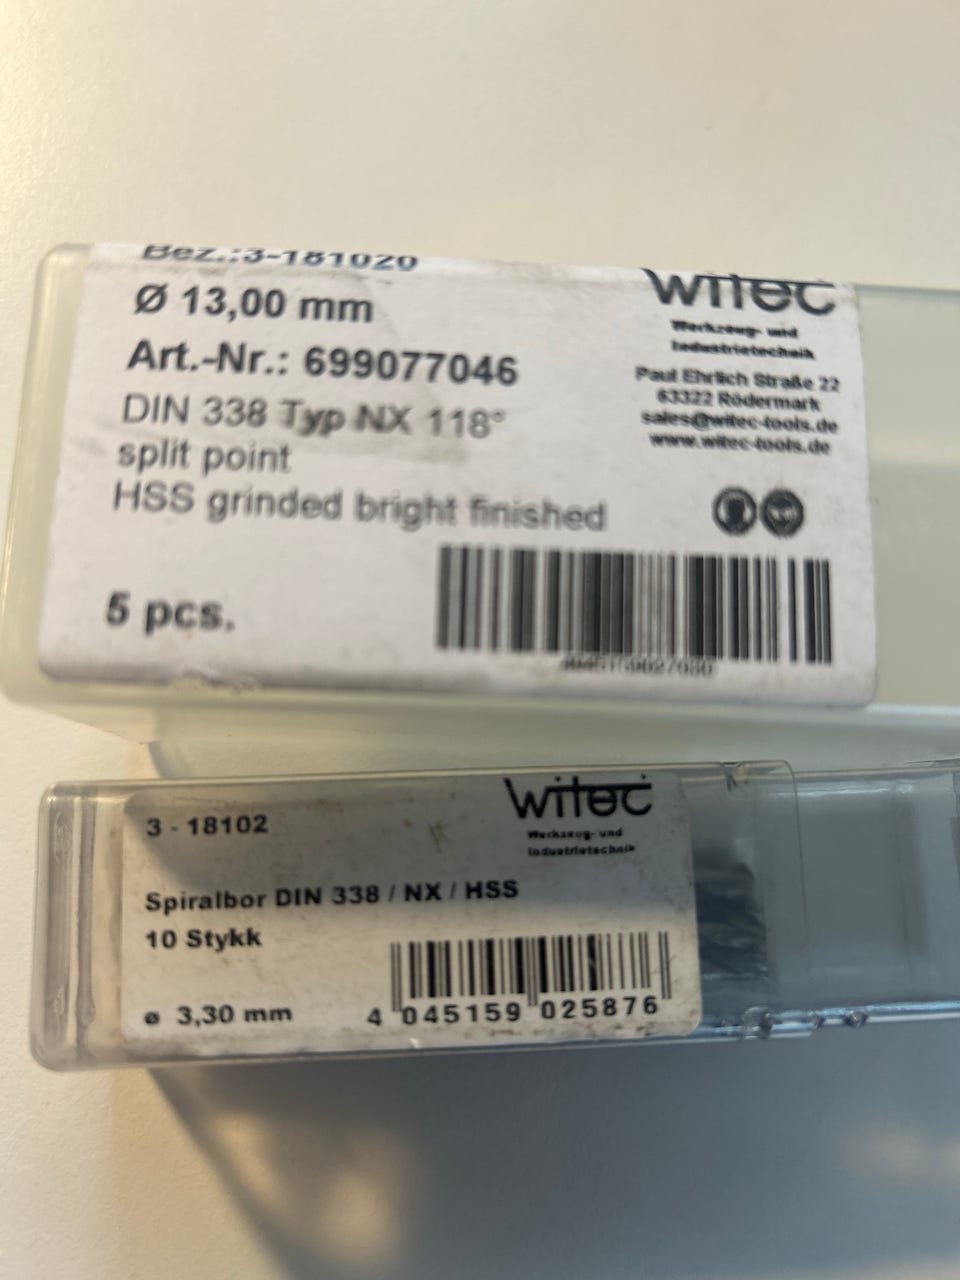 Bez.:3-181020
Ø 13,00 mm
Art.-Nr.: 699077046
DIN 338 Typ NX 118°
split point
HSS grinded bright finished
5 pcs.
witec
Werkzeug- und
Industrietechnik
Paul Ehrlich Straße 22
63322 Rödermark
sales@witec-tools.de
www.witec-tools.de
3 - 18102
witec
Werkzeug- und
Industrietechnik
Spiralbor DIN 338 / NX / HSS
10 Stykk
ø 3,30 mm
4 045159 025876